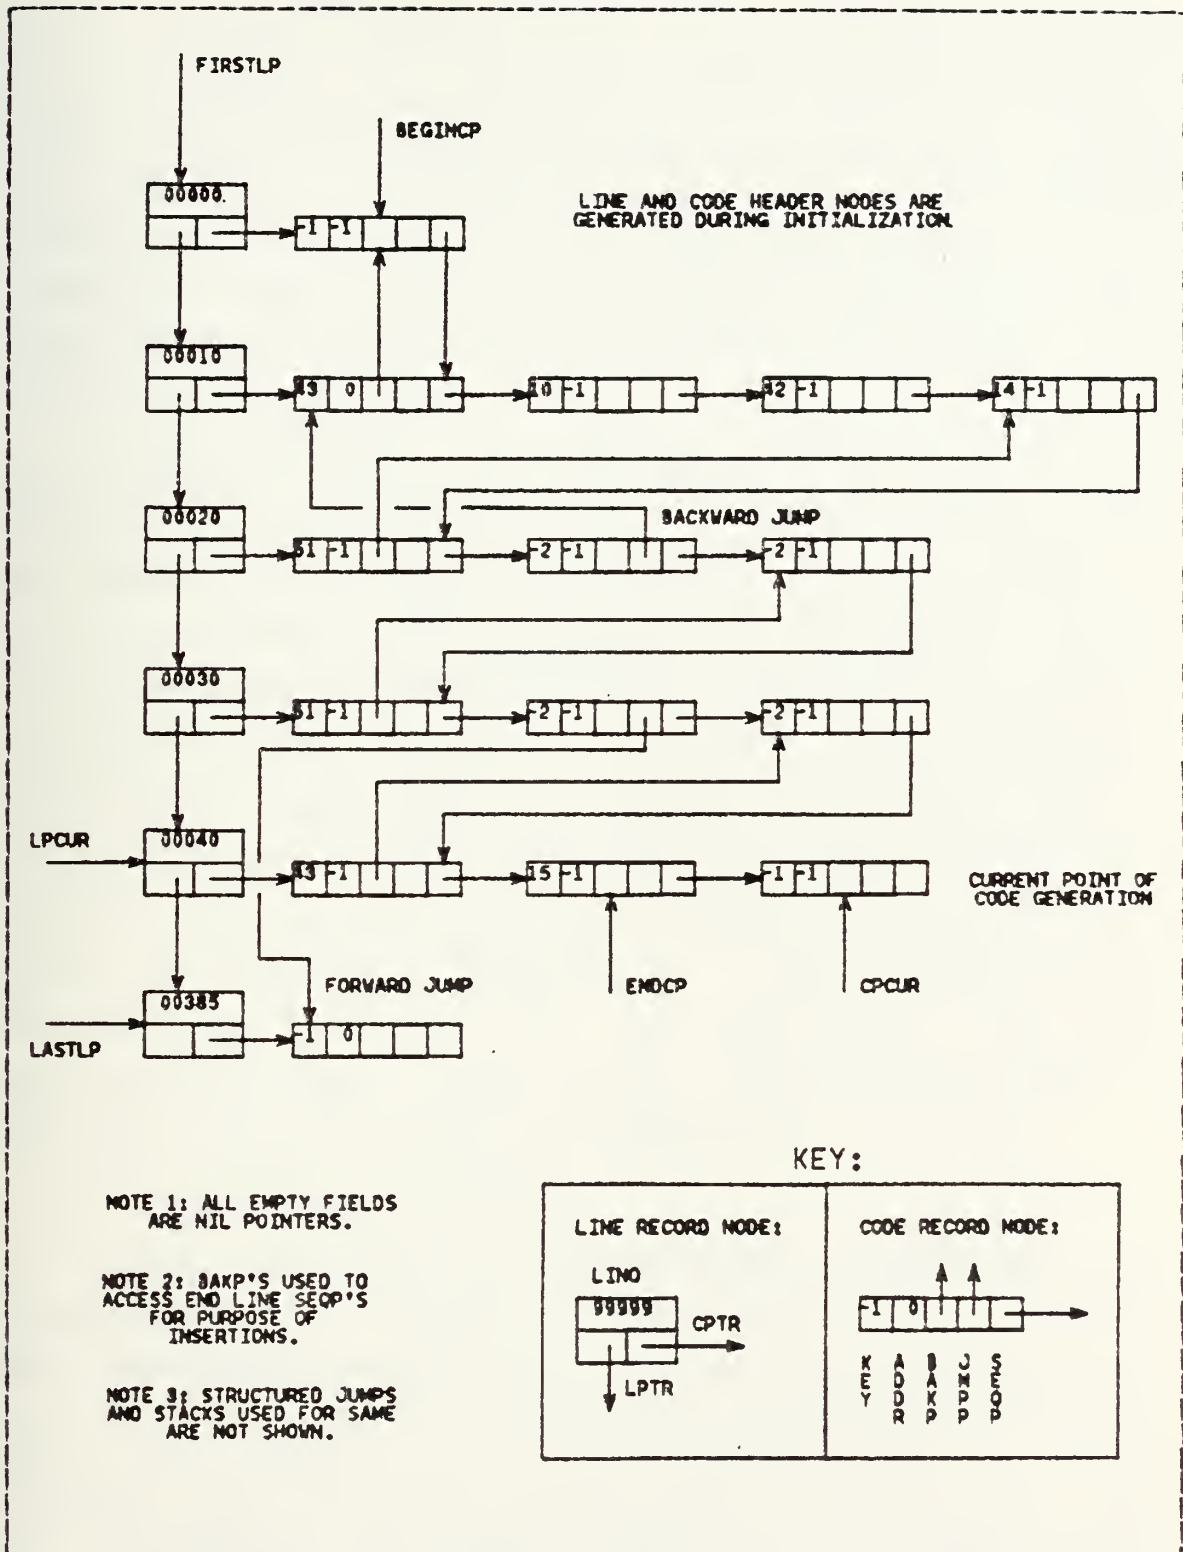 FIRSTLP
BEGINCP
00000
-1 -1
LINE AND CODE HEADER NODES ARE
GENERATED DURING INITIALIZATION.
00010
43 0
10 -1
42 -1
14 -1
00020
BACKWARD JUMP
51 -1
-2 -1
-2 -1
00030
51 -1
-2 -1
-2 -1
LPCUR
00040
43 -1
15 -1
-1 -1
CURRENT POINT OF
CODE GENERATION
FORWARD JUMP
ENDCP
CPCUR
00385
LASTLP
-1 0
KEY:
NOTE 1: ALL EMPTY FIELDS
ARE NIL POINTERS.
NOTE 2: BAKP'S USED TO
ACCESS END LINE SEQP'S
FOR PURPOSE OF
INSERTIONS.
NOTE 3: STRUCTURED JUMPS
AND STACKS USED FOR SAME
ARE NOT SHOWN.
LINE RECORD NODE:
LINO
99999
CPTR
LPTR
CODE RECORD NODE:
-1 0
KEY
ADDR
BAKP
JMPP
SEQP